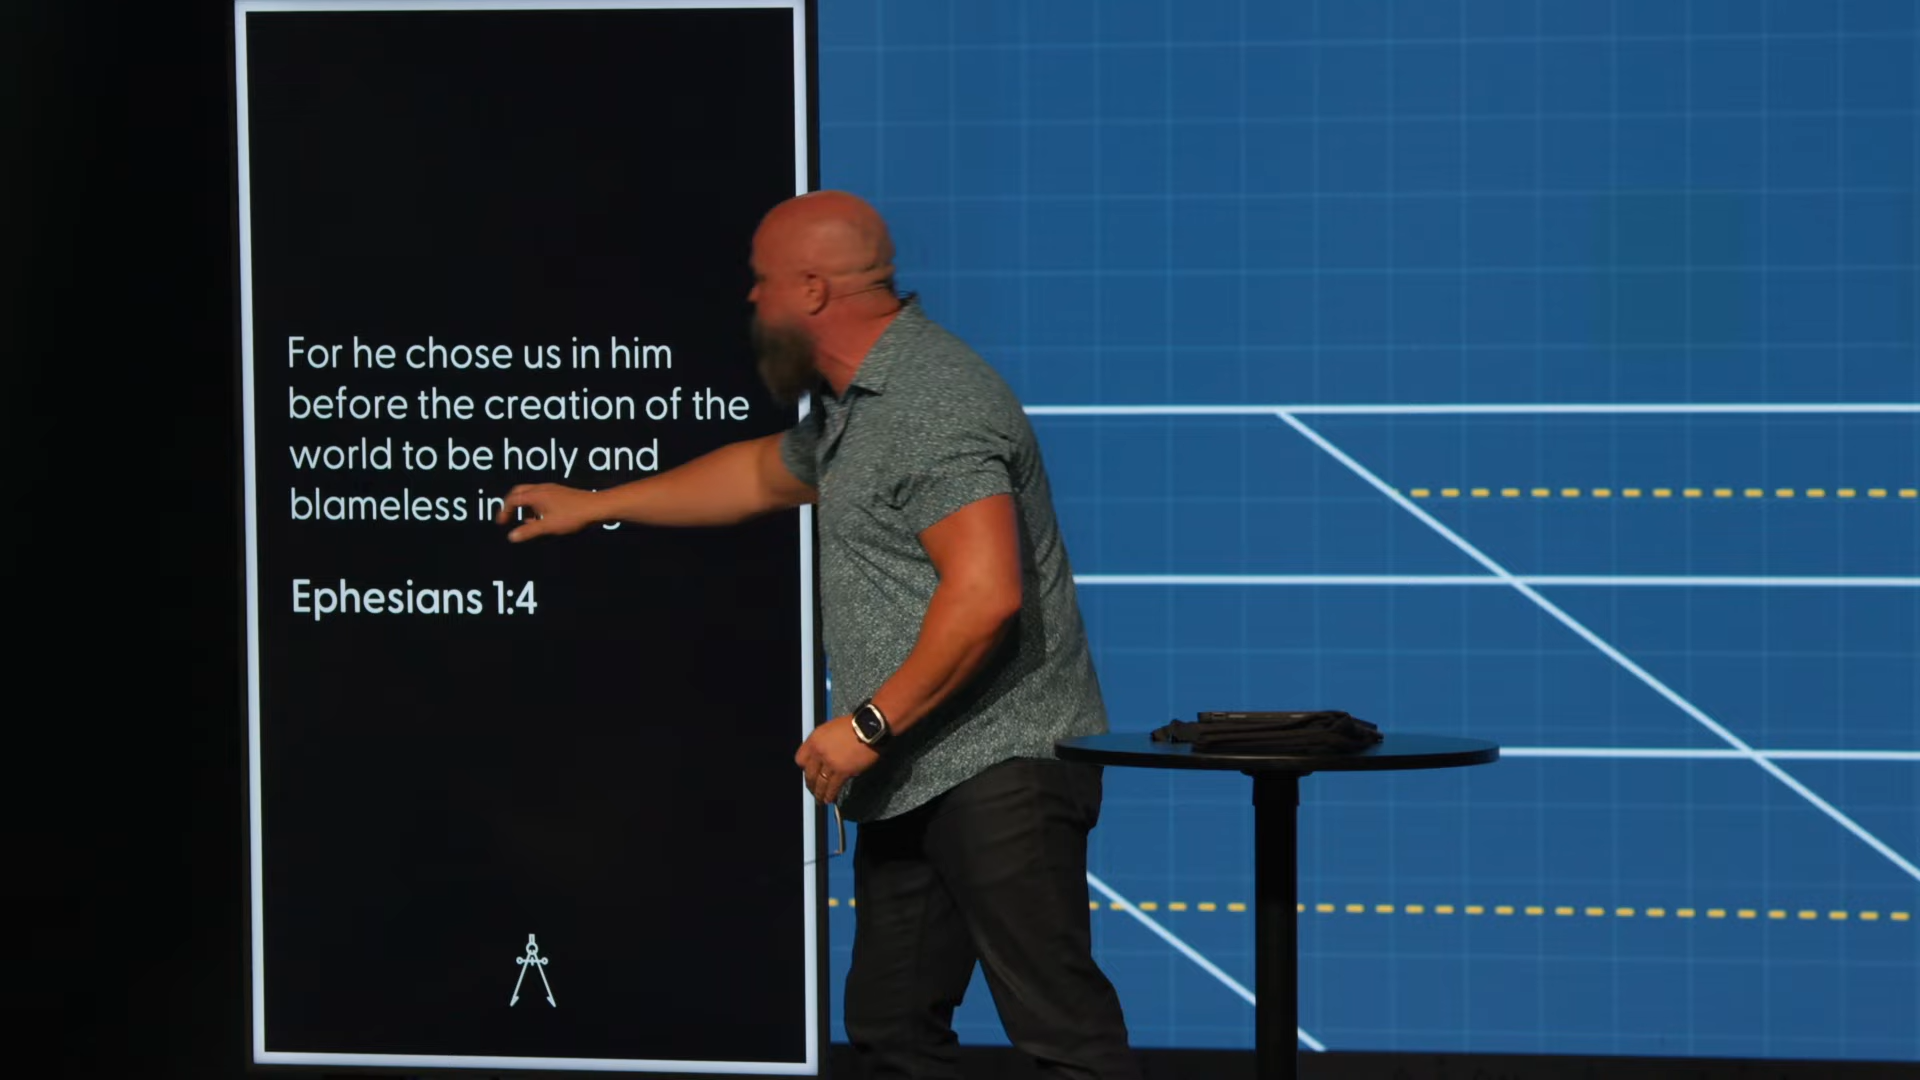 For he chose us in him
before the creation of the
world to be holy and
blameless in
Ephesians 1:4